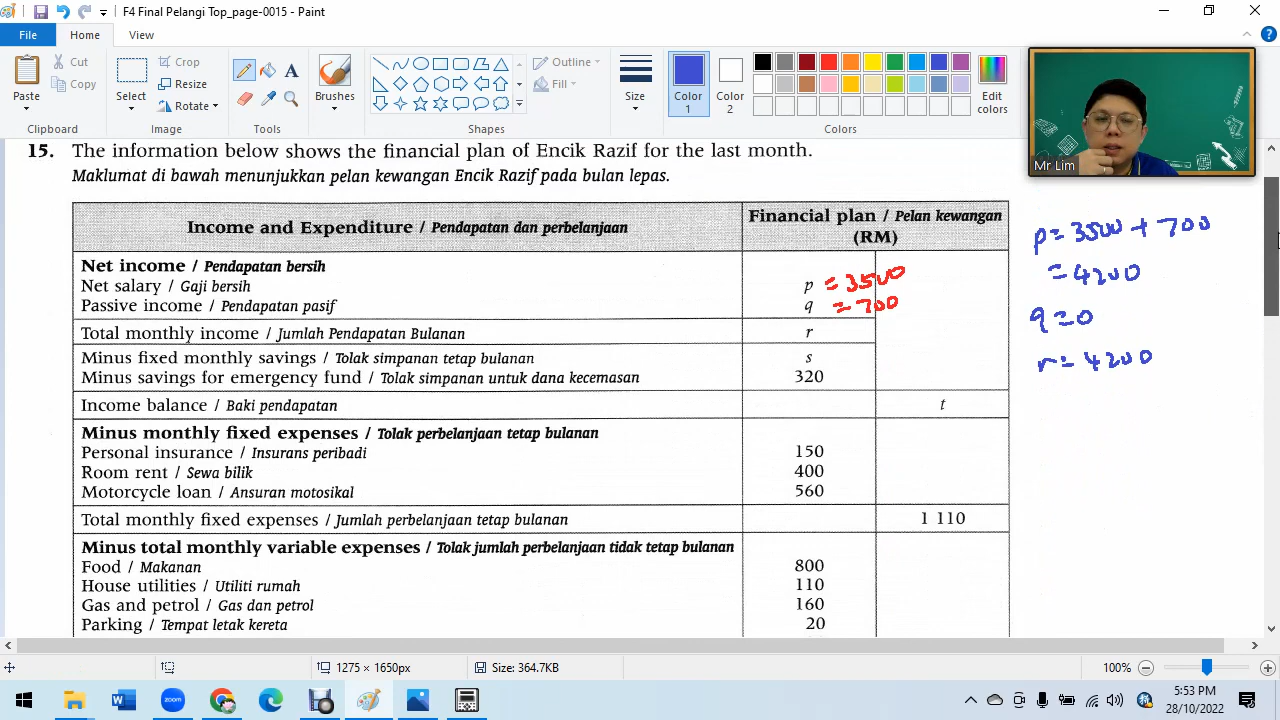 F4 Final Pelangi Top_page-0015 - Paint
File Home View
Paste Cut Copy Clipboard
Select Crop Resize Rotate Image
A Tools
Brushes
Outline Fill Shapes
Size
Color 1 Color 2 Edit colors Colors
Mr Lim
15. The information below shows the financial plan of Encik Razif for the last month.
Maklumat di bawah menunjukkan pelan kewangan Encik Razif pada bulan lepas.
Income and Expenditure / Pendapatan dan perbelanjaan
Financial plan / Pelan kewangan
(RM)
Net income / Pendapatan bersih
Net salary / Gaji bersih p = 3500
Passive income / Pendapatan pasif q = 700
Total monthly income / Jumlah Pendapatan Bulanan r
Minus fixed monthly savings / Tolak simpanan tetap bulanan s
Minus savings for emergency fund / Tolak simpanan untuk dana kecemasan 320
Income balance / Baki pendapatan t
Minus monthly fixed expenses / Tolak perbelanjaan tetap bulanan
Personal insurance / Insurans peribadi 150
Room rent / Sewa bilik 400
Motorcycle loan / Ansuran motosikal 560
Total monthly fixed expenses / Jumlah perbelanjaan tetap bulanan 1 110
Minus total monthly variable expenses / Tolak jumlah perbelanjaan tidak tetap bulanan
Food / Makanan 800
House utilities / Utiliti rumah 110
Gas and petrol / Gas dan petrol 160
Parking / Tempat letak kereta 20
p = 3500 + 700
= 4200
q = 0
r = 4200
1275 × 1650px Size: 364.7KB 100%
zoom
5:53 PM
28/10/2022